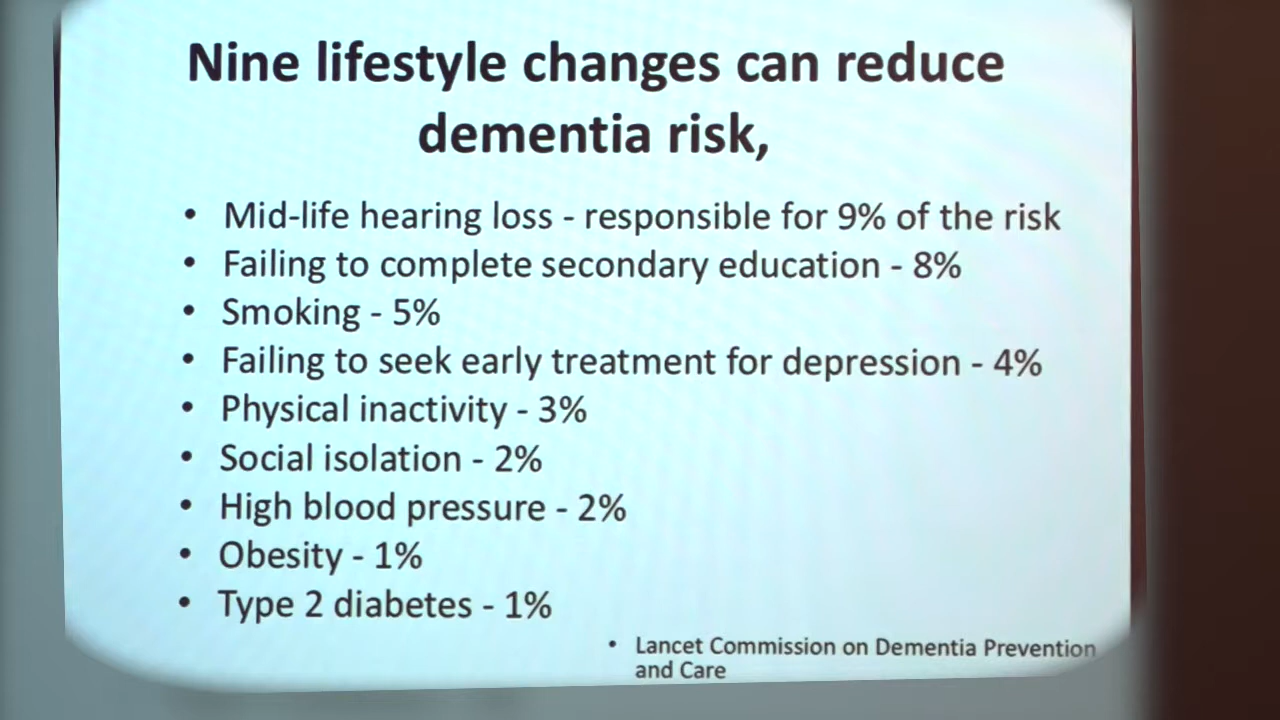 Nine lifestyle changes can reduce
dementia risk,
• Mid-life hearing loss - responsible for 9% of the risk
• Failing to complete secondary education - 8%
• Smoking - 5%
• Failing to seek early treatment for depression - 4%
• Physical inactivity - 3%
• Social isolation - 2%
• High blood pressure - 2%
• Obesity - 1%
• Type 2 diabetes - 1%
• Lancet Commission on Dementia Prevention
and Care